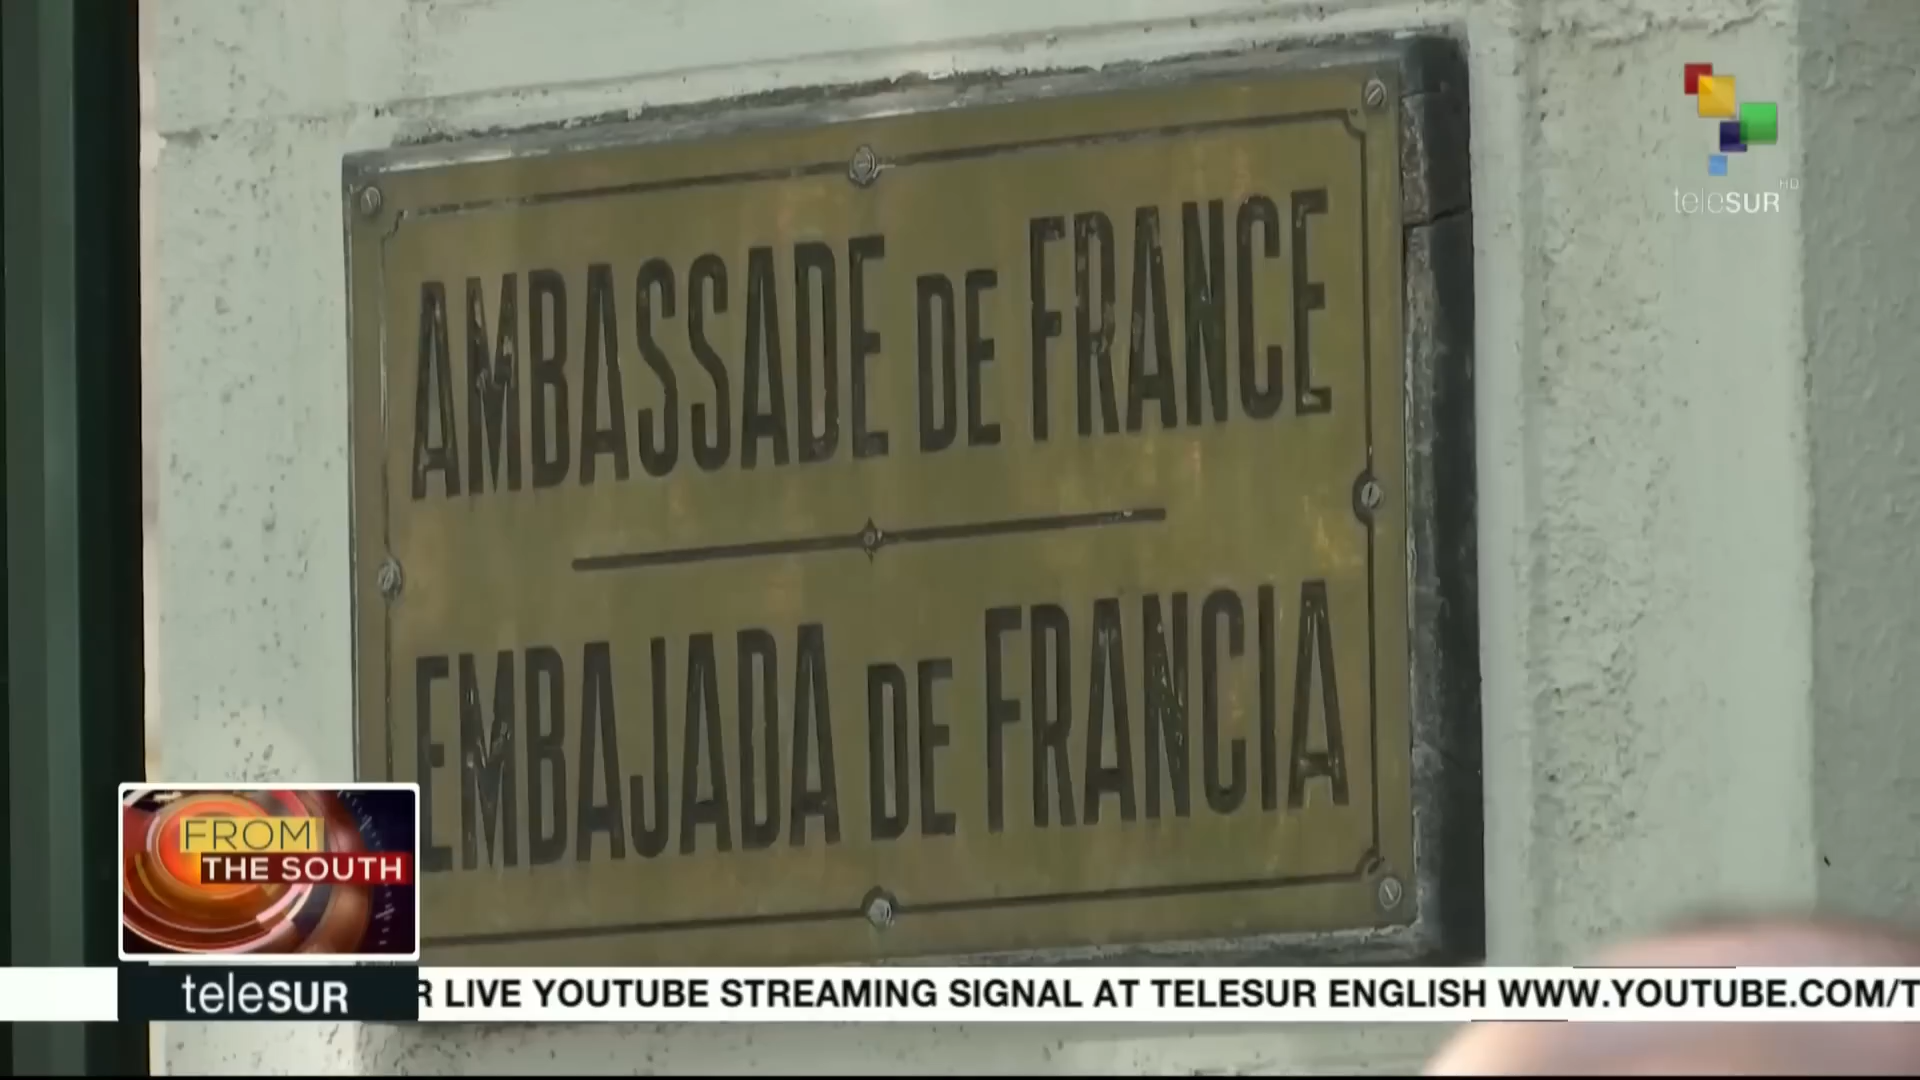 teleSUR HD
AMBASSADE DE FRANCE
EMBAJADA DE FRANCIA
FROM
THE SOUTH
teleSUR
R LIVE YOUTUBE STREAMING SIGNAL AT TELESUR ENGLISH WWW.YOUTUBE.COM/T